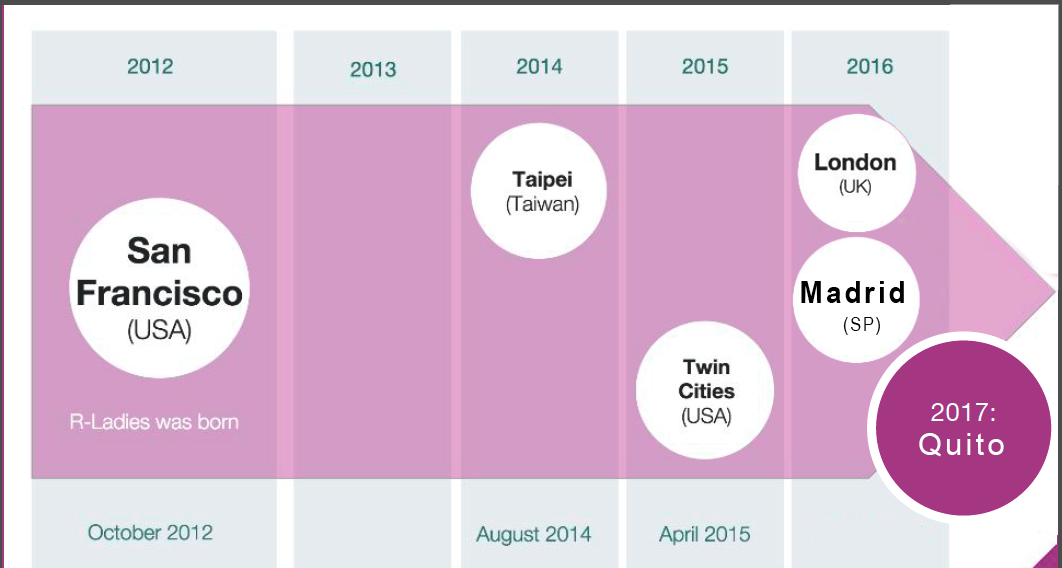 2012
2013
2014
2015
2016
San
Francisco
(USA)
R-Ladies was born
Taipei
(Taiwan)
Twin
Cities
(USA)
London
(UK)
Madrid
(SP)
2017:
Quito
October 2012
August 2014
April 2015